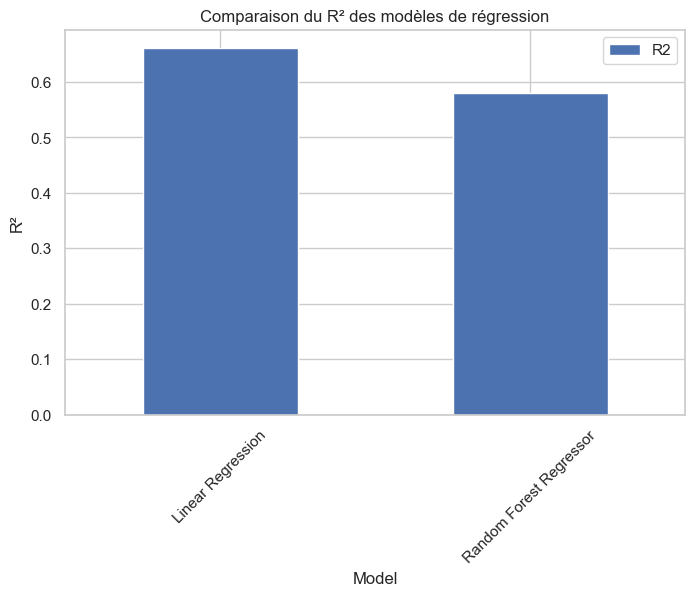 Comparaison du R² des modèles de régression
R2
R²
0.6
0.5
0.4
0.3
0.2
0.1
0.0
Linear Regression
Random Forest Regressor
Model